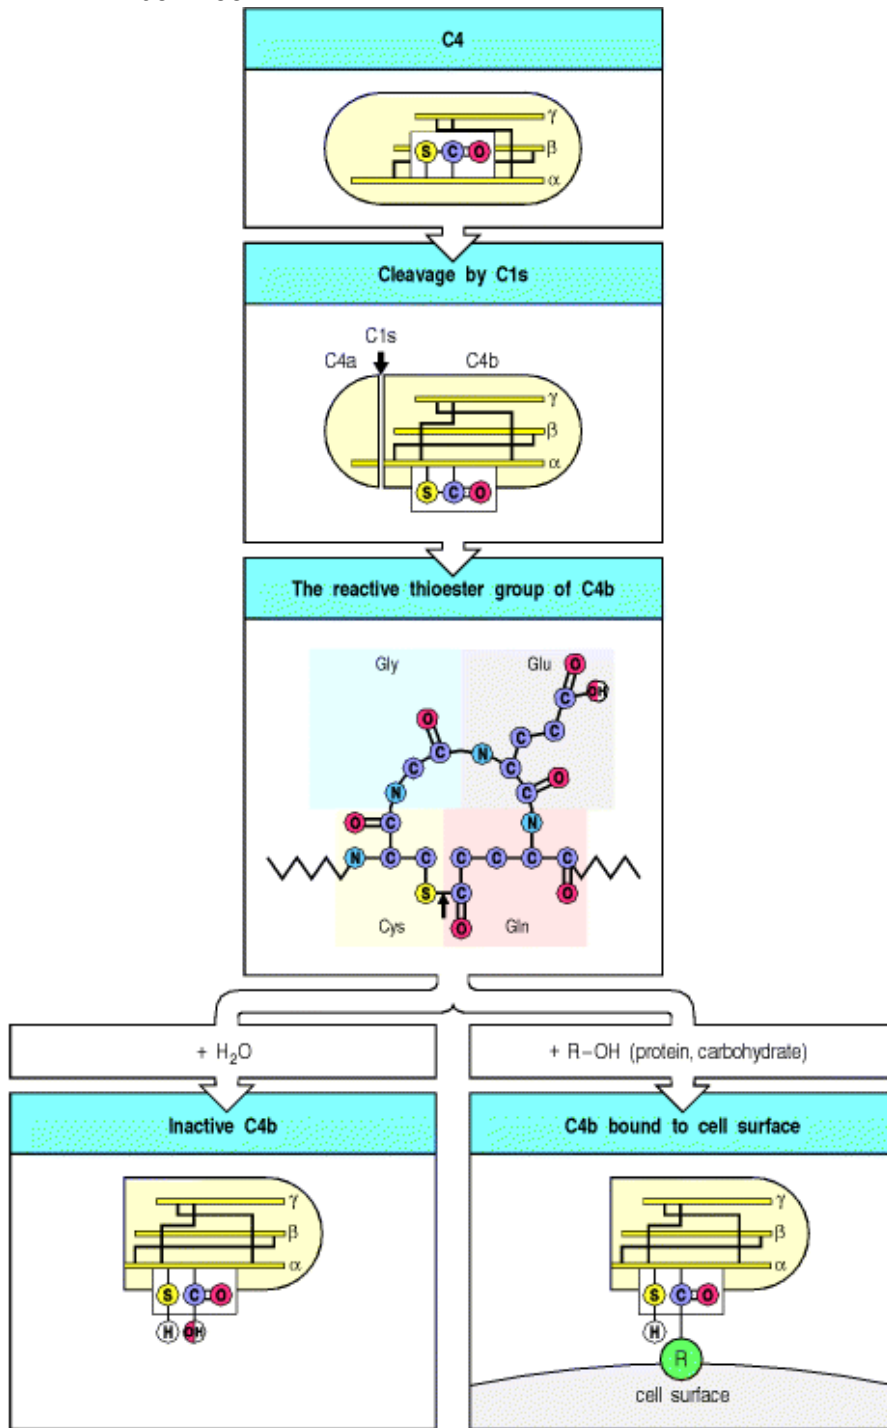 C4
γ
β
S C O
α
Cleavage by C1s
C1s
C4a C4b
γ
β
α
S C O
The reactive thioester group of C4b
Gly Glu
O
C OH
O
C C
C N C
C O
N C
O C N
N C C C C C C
S C O
O
Cys Gln
+ H2O
+ R–OH (protein, carbohydrate)
Inactive C4b
C4b bound to cell surface
γ
β
α
S C O
H OH
γ
β
α
S C O
H
R
cell surface